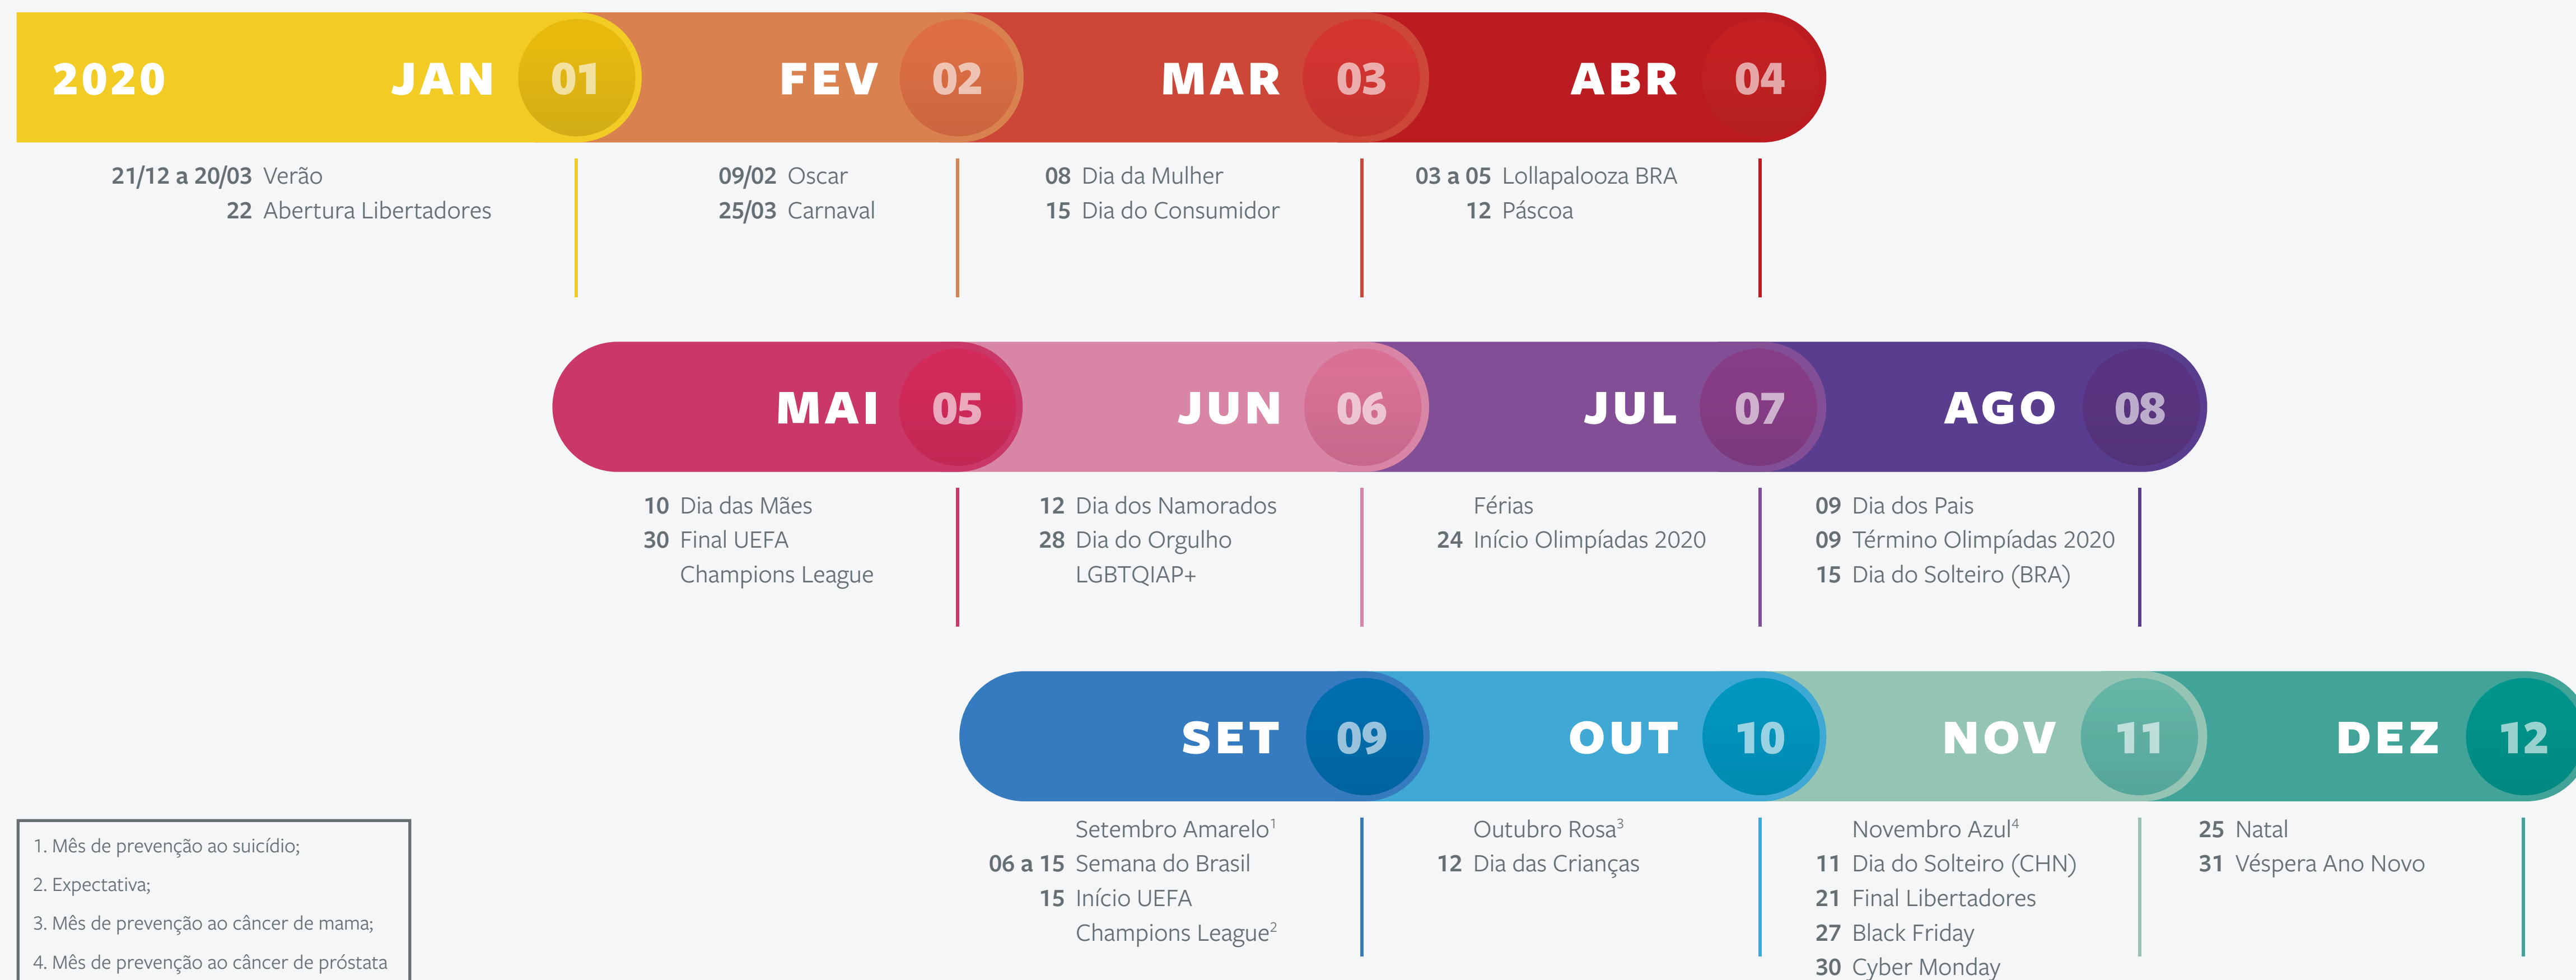 2020 JAN 01 FEV 02 MAR 03 ABR 04
21/12 a 20/03 Verão
22 Abertura Libertadores
09/02 Oscar
25/03 Carnaval
08 Dia da Mulher
15 Dia do Consumidor
03 a 05 Lollapalooza BRA
12 Páscoa
MAI 05 JUN 06 JUL 07 AGO 08
10 Dia das Mães
30 Final UEFA
Champions League
12 Dia dos Namorados
28 Dia do Orgulho
LGBTQIAP+
Férias
24 Início Olimpíadas 2020
09 Dia dos Pais
09 Término Olimpíadas 2020
15 Dia do Solteiro (BRA)
SET 09 OUT 10 NOV 11 DEZ 12
Setembro Amarelo¹
06 a 15 Semana do Brasil
15 Início UEFA
Champions League²
Outubro Rosa³
12 Dia das Crianças
Novembro Azul⁴
11 Dia do Solteiro (CHN)
21 Final Libertadores
27 Black Friday
30 Cyber Monday
25 Natal
31 Véspera Ano Novo
1. Mês de prevenção ao suicídio;
2. Expectativa;
3. Mês de prevenção ao câncer de mama;
4. Mês de prevenção ao câncer de próstata